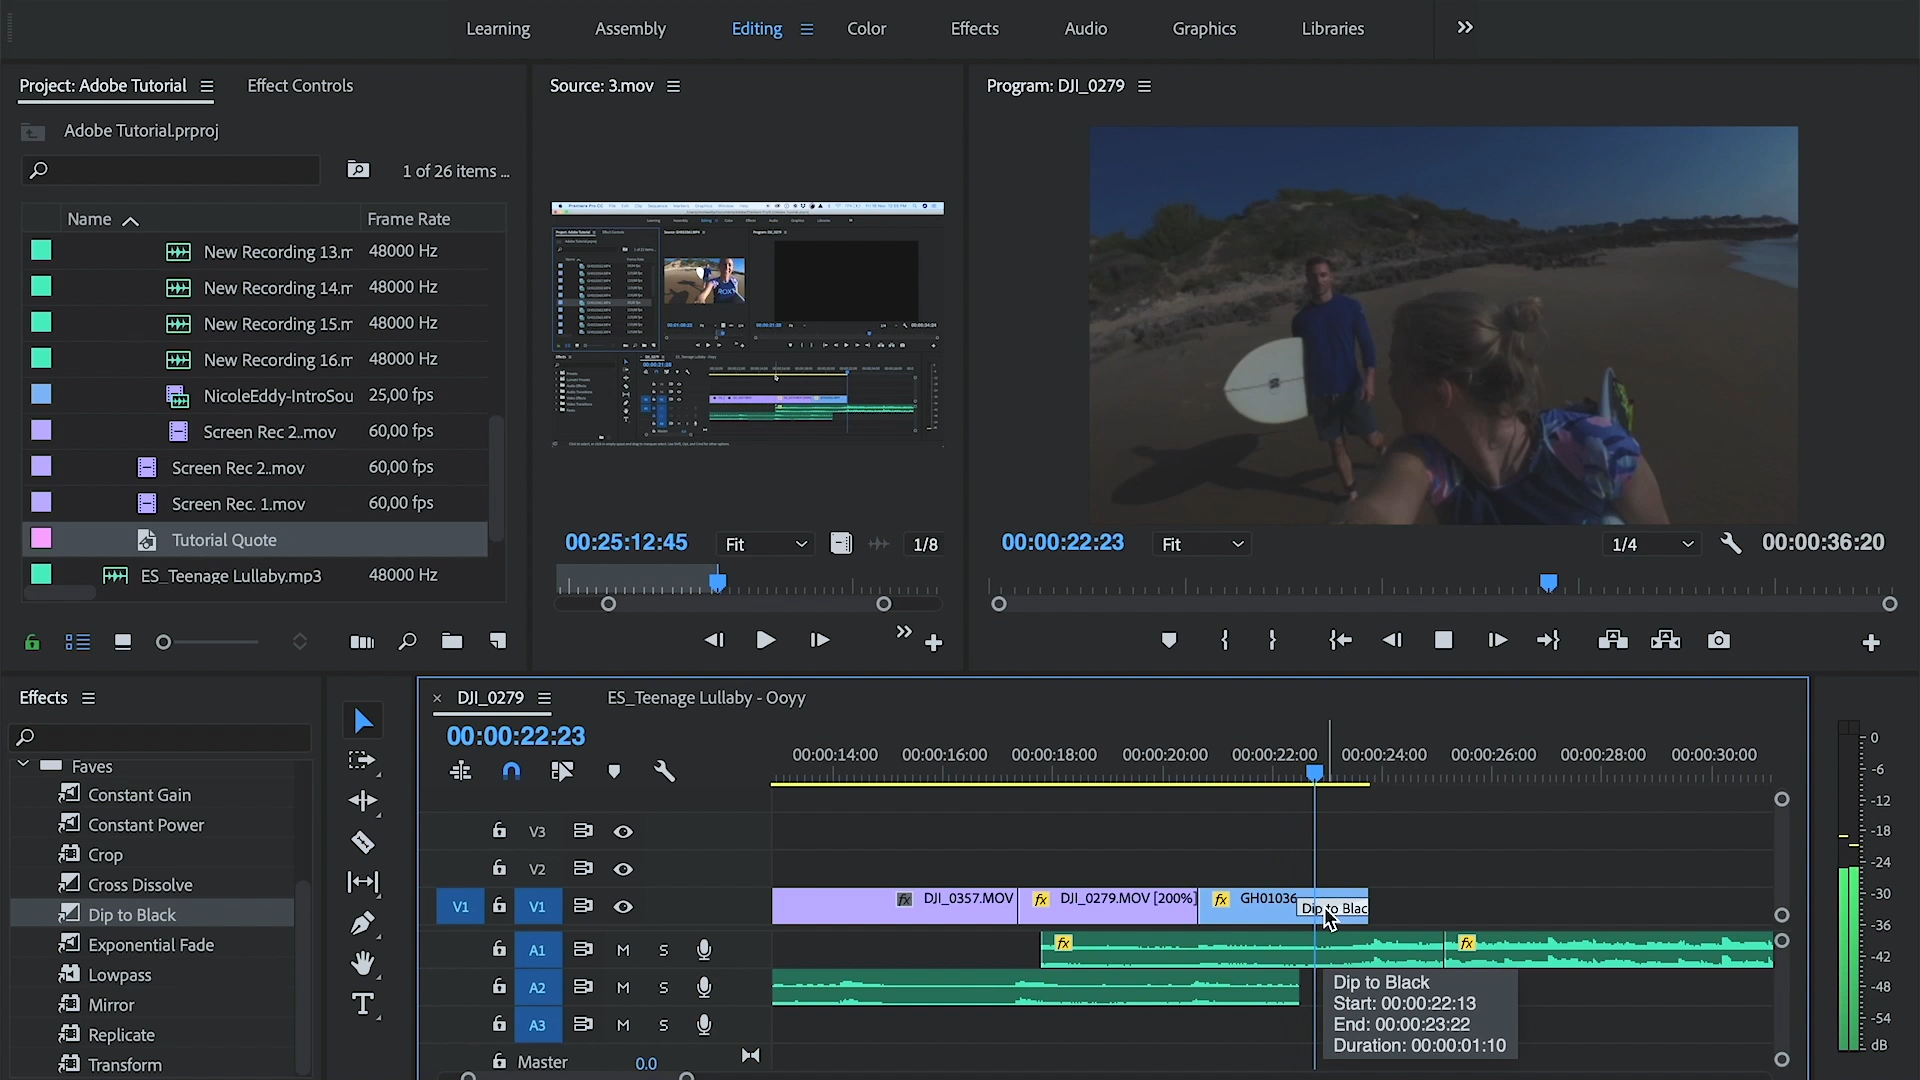 Learning Assembly Editing Color Effects Audio Graphics Libraries
Project: Adobe Tutorial Effect Controls
Adobe Tutorial.prproj
1 of 26 items ...
Name Frame Rate
New Recording 13.m 48000 Hz
New Recording 14.m 48000 Hz
New Recording 15.m 48000 Hz
New Recording 16.m 48000 Hz
NicoleEddy-IntroSou 25,00 fps
Screen Rec 2..mov 60,00 fps
Screen Rec 2..mov 60,00 fps
Screen Rec. 1.mov 60,00 fps
Tutorial Quote
ES_Teenage Lullaby.mp3 48000 Hz
Source: 3.mov
00:25:12:45 Fit 1/8
Program: DJI_0279
00:00:22:23 Fit 1/4 00:00:36:20
Effects
Faves
Constant Gain
Constant Power
Crop
Cross Dissolve
Dip to Black
Exponential Fade
Lowpass
Mirror
Replicate
Transform
T
× DJI_0279 ES_Teenage Lullaby - Ooyy
00:00:22:23
00:00:14:00 00:00:16:00 00:00:18:00 00:00:20:00 00:00:22:00 00:00:24:00 00:00:26:00 00:00:28:00 00:00:30:00
V3
V2
V1 V1 fx DJI_0357.MOV fx DJI_0279.MOV [200%] fx GH01036
Dip to Blac
A1 M S fx fx
A2 M S
A3 M S
Master 0.0
Dip to Black
Start: 00:00:22:13
End: 00:00:23:22
Duration: 00:00:01:10
0
-6
-12
-18
-24
-30
-36
-42
-48
-54
dB